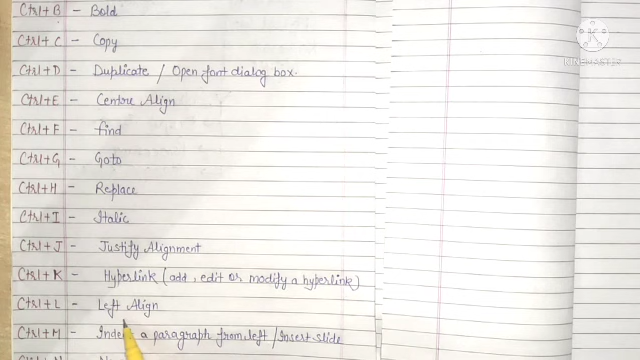 Ctrl+B - Bold
Ctrl+C - Copy
Ctrl+D - Duplicate / Open font dialog box.
Ctrl+E - Centre Align
Ctrl+F - find
Ctrl+G - Goto
Ctrl+H - Replace
Ctrl+I - Italic
Ctrl+J - Justify Alignment
Ctrl+K - Hyperlink (add, edit or modify a hyperlink)
Ctrl+L - Left Align
Ctrl+M - a paragraph from left / Insert slide
KINEMASTER